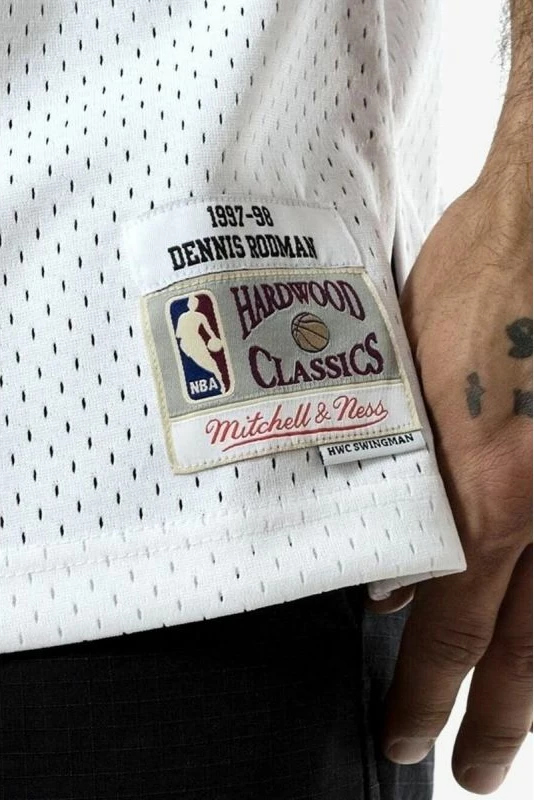 1997-98
DENNIS RODMAN
HARDWOOD
CLASSICS
NBA
Mitchell & Ness
HWC SWINGMAN